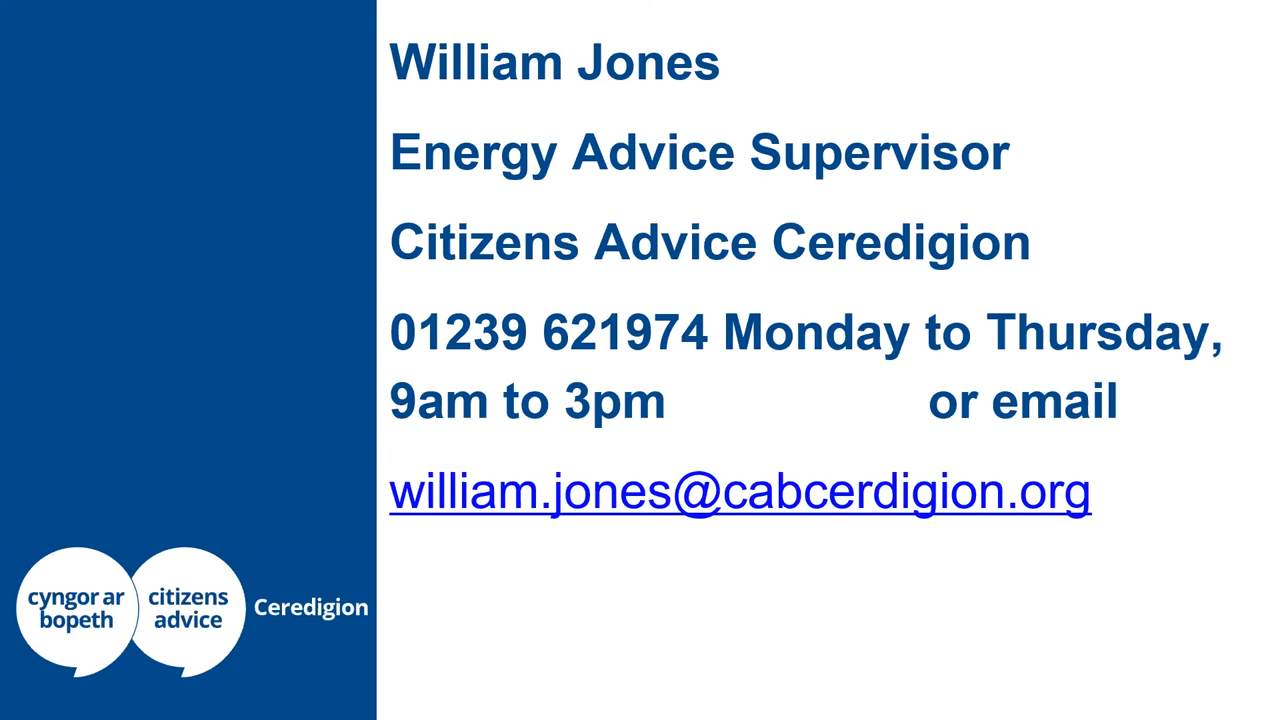 William Jones
Energy Advice Supervisor
Citizens Advice Ceredigion
01239 621974 Monday to Thursday,
9am to 3pm or email
william.jones@cabcerdigion.org
cyngor ar
bopeth
citizens
advice
Ceredigion